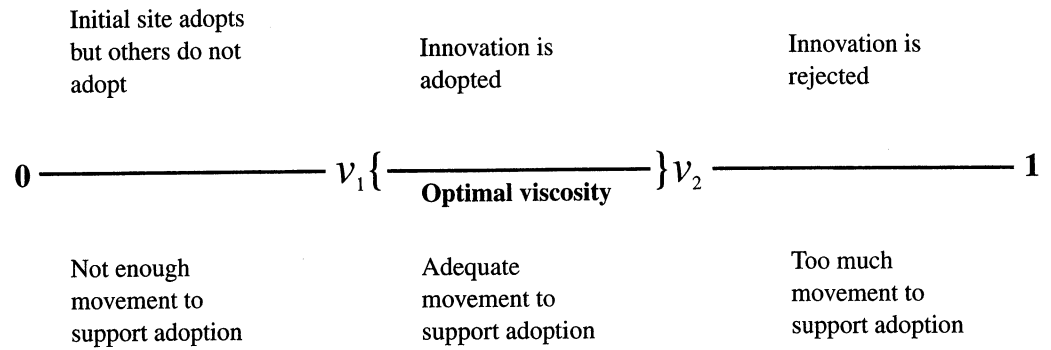 Initial site adopts
but others do not
adopt
Innovation is
adopted
Innovation is
rejected
0 v₁{ }v₂ 1
Optimal viscosity
Not enough
movement to
support adoption
Adequate
movement to
support adoption
Too much
movement to
support adoption